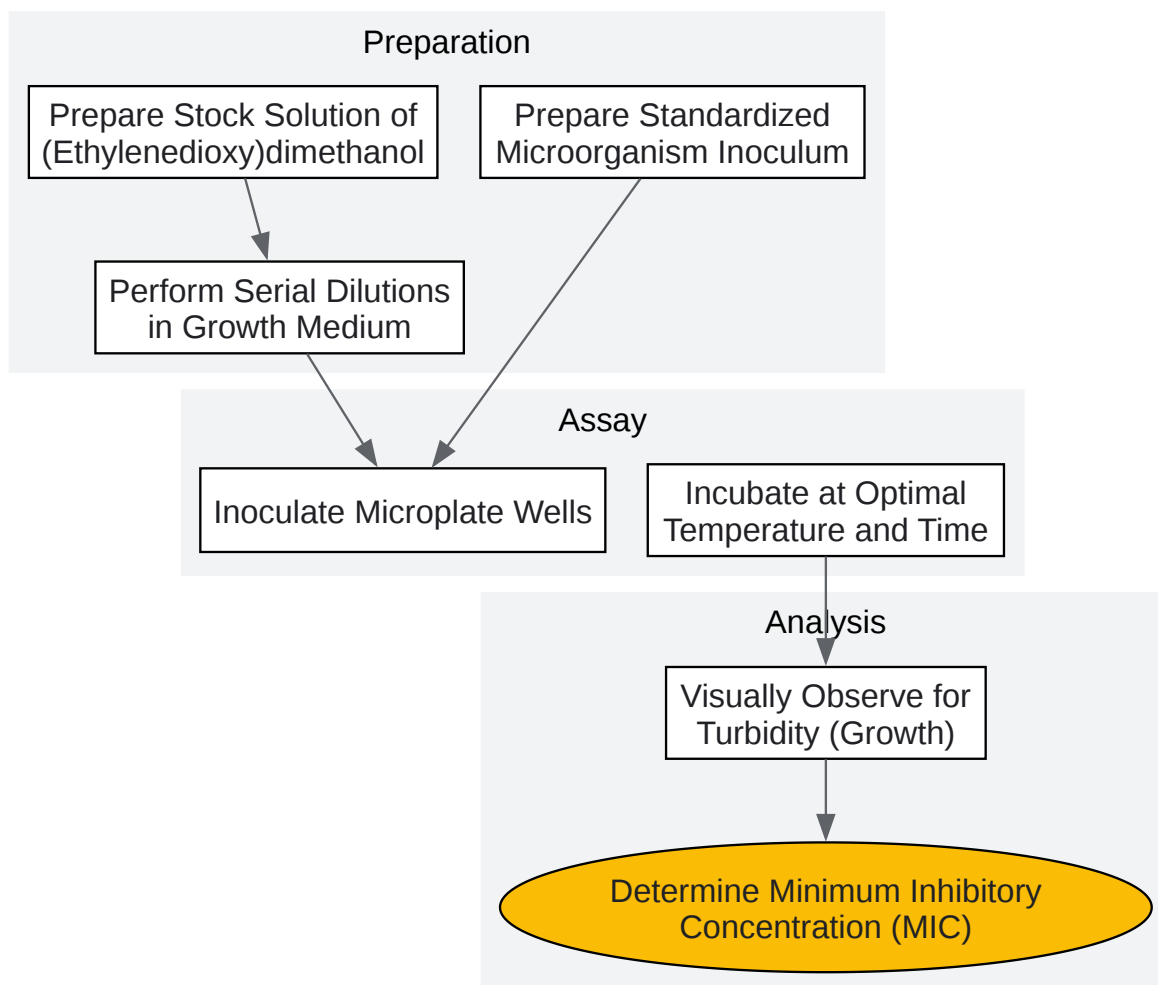 Preparation
Prepare Stock Solution of
(Ethylenedioxy)dimethanol
Prepare Standardized
Microorganism Inoculum
Perform Serial Dilutions
in Growth Medium
Assay
Inoculate Microplate Wells
Incubate at Optimal
Temperature and Time
Analysis
Visually Observe for
Turbidity (Growth)
Determine Minimum Inhibitory
Concentration (MIC)